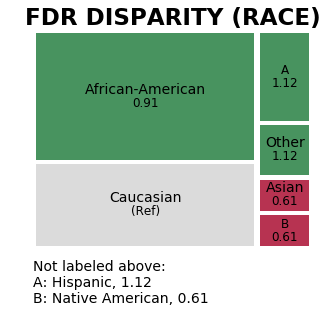 FDR DISPARITY (RACE)
African-American
0.91
A
1.12
Other
1.12
Caucasian
(Ref)
Asian
0.61
B
0.61
Not labeled above:
A: Hispanic, 1.12
B: Native American, 0.61